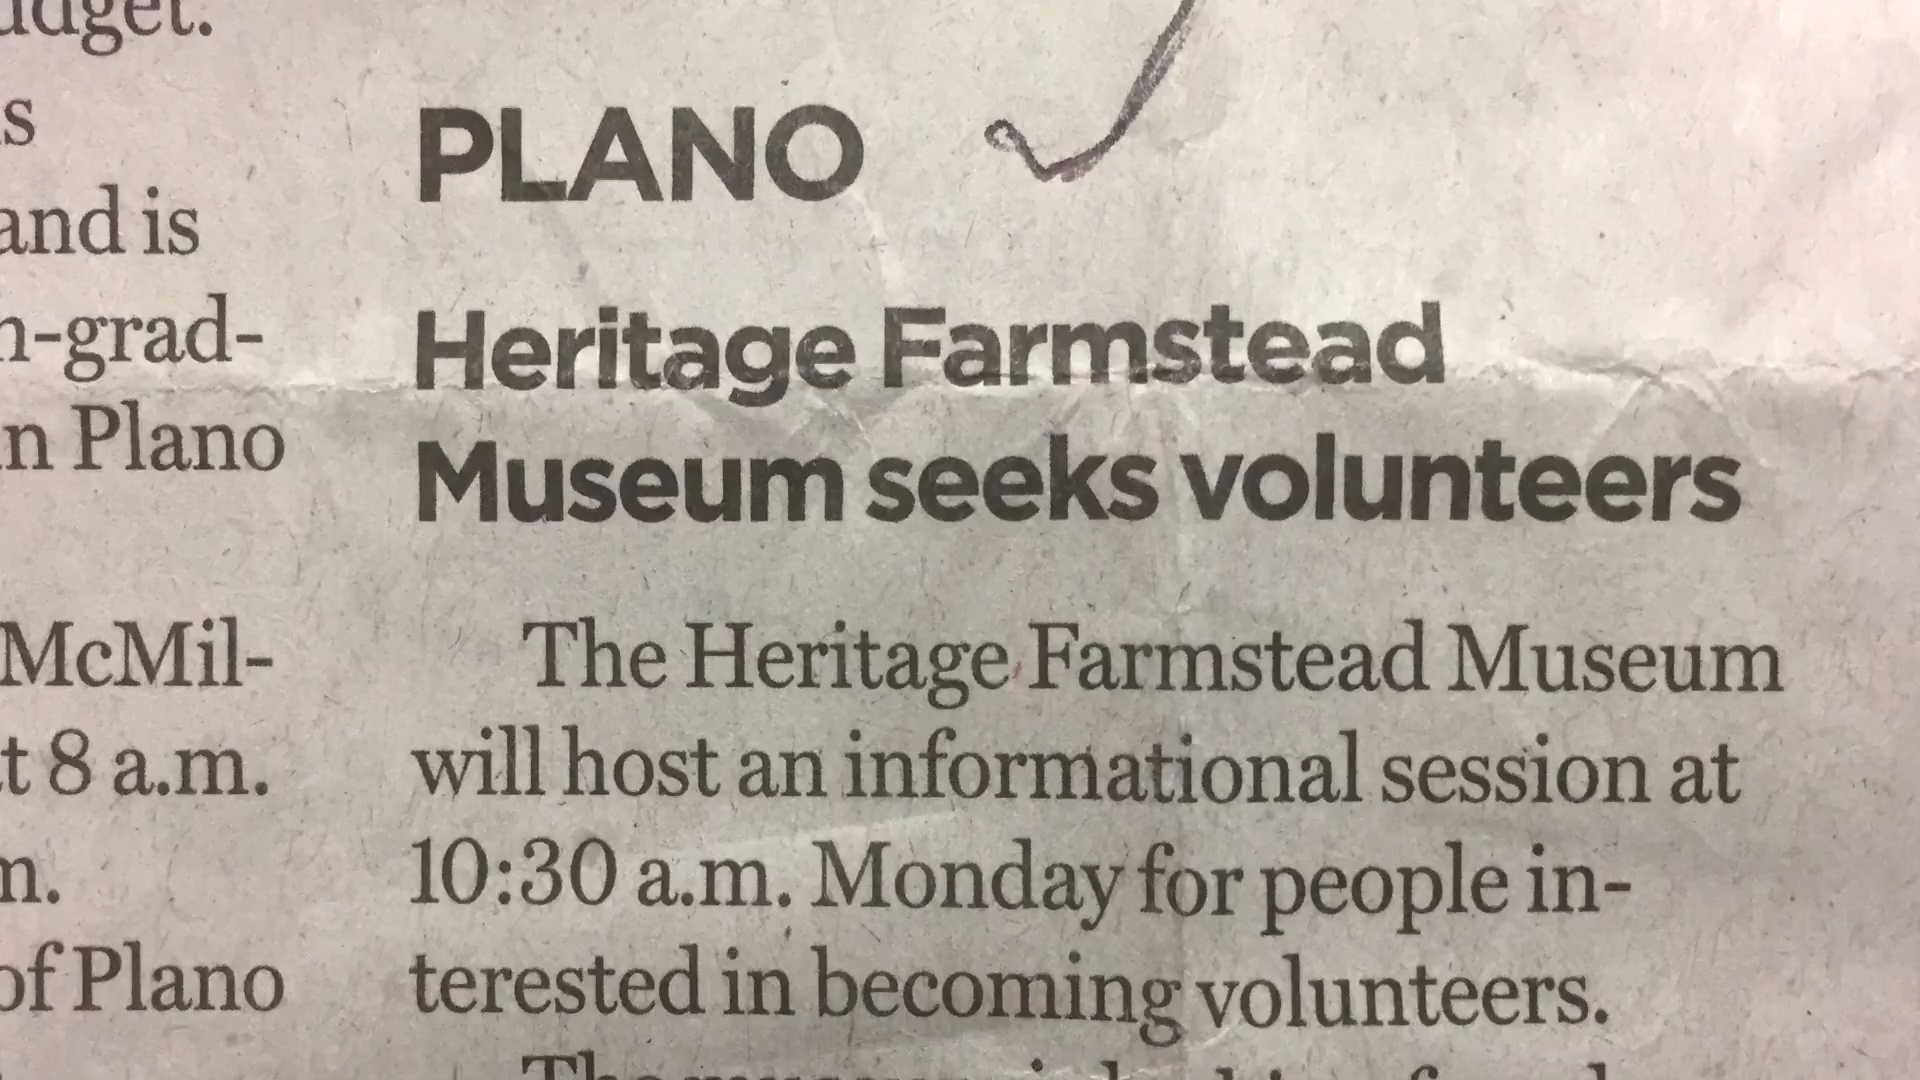 udget.
s
and is
n-grad-
in Plano
McMil-
t 8 a.m.
m.
of Plano
PLANO
Heritage Farmstead
Museum seeks volunteers
The Heritage Farmstead Museum
will host an informational session at
10:30 a.m. Monday for people in-
terested in becoming volunteers.